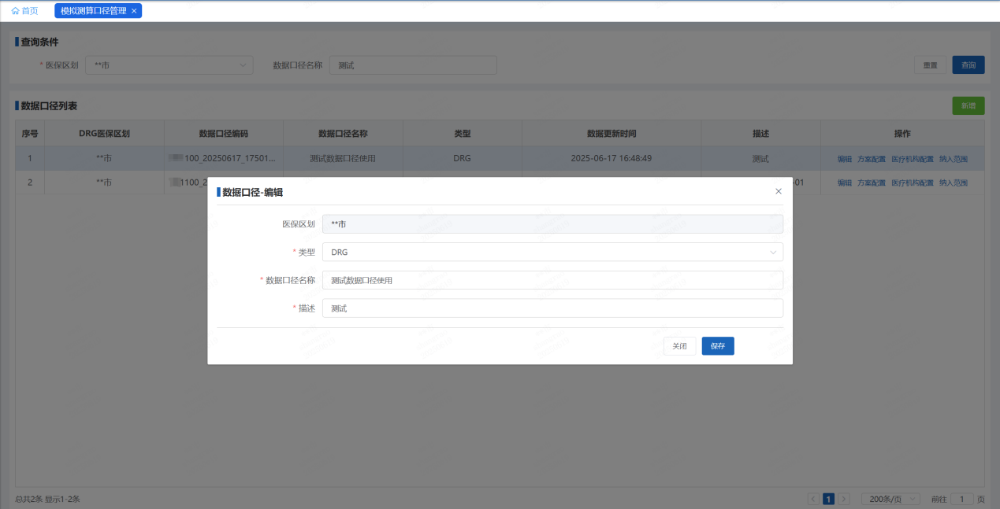 首页 模拟测算口径管理 ×
查询条件
* 医保区划 **市 数据口径名称 测试 重置 查询
数据口径列表 新增
序号 DRG医保区划 数据口径编码 数据口径名称 类型 数据更新时间 描述 操作
1 **市 100_20250617_17501... 测试数据口径使用 DRG 2025-06-17 16:48:49 测试 编辑 方案配置 医疗机构配置 纳入范围
2 **市 1100_2 -01 编辑 方案配置 医疗机构配置 纳入范围
数据口径-编辑 ×
医保区划 **市
* 类型 DRG
* 数据口径名称 测试数据口径使用
* 描述 测试
关闭 保存
总共2条 显示1-2条 < 1 > 200条/页 前往 1 页